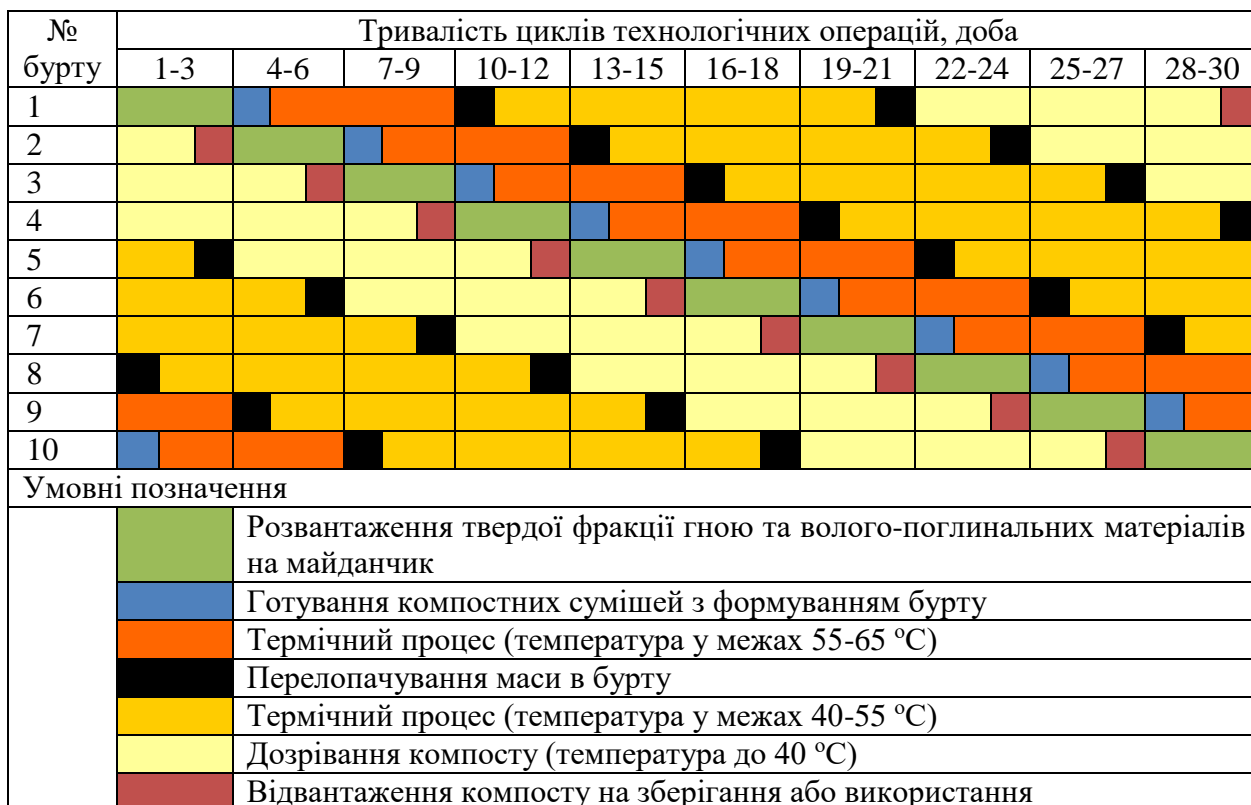 № бурту
Тривалість циклів технологічних операцій, доба
1-3 4-6 7-9 10-12 13-15 16-18 19-21 22-24 25-27 28-30
1
2
3
4
5
6
7
8
9
10
Умовні позначення
Розвантаження твердої фракції гною та волого-поглинальних матеріалів
на майданчик
Готування компостних сумішей з формуванням бурту
Термічний процес (температура у межах 55-65 ºС)
Перелопачування маси в бурту
Термічний процес (температура у межах 40-55 ºС)
Дозрівання компосту (температура до 40 ºС)
Відвантаження компосту на зберігання або використання